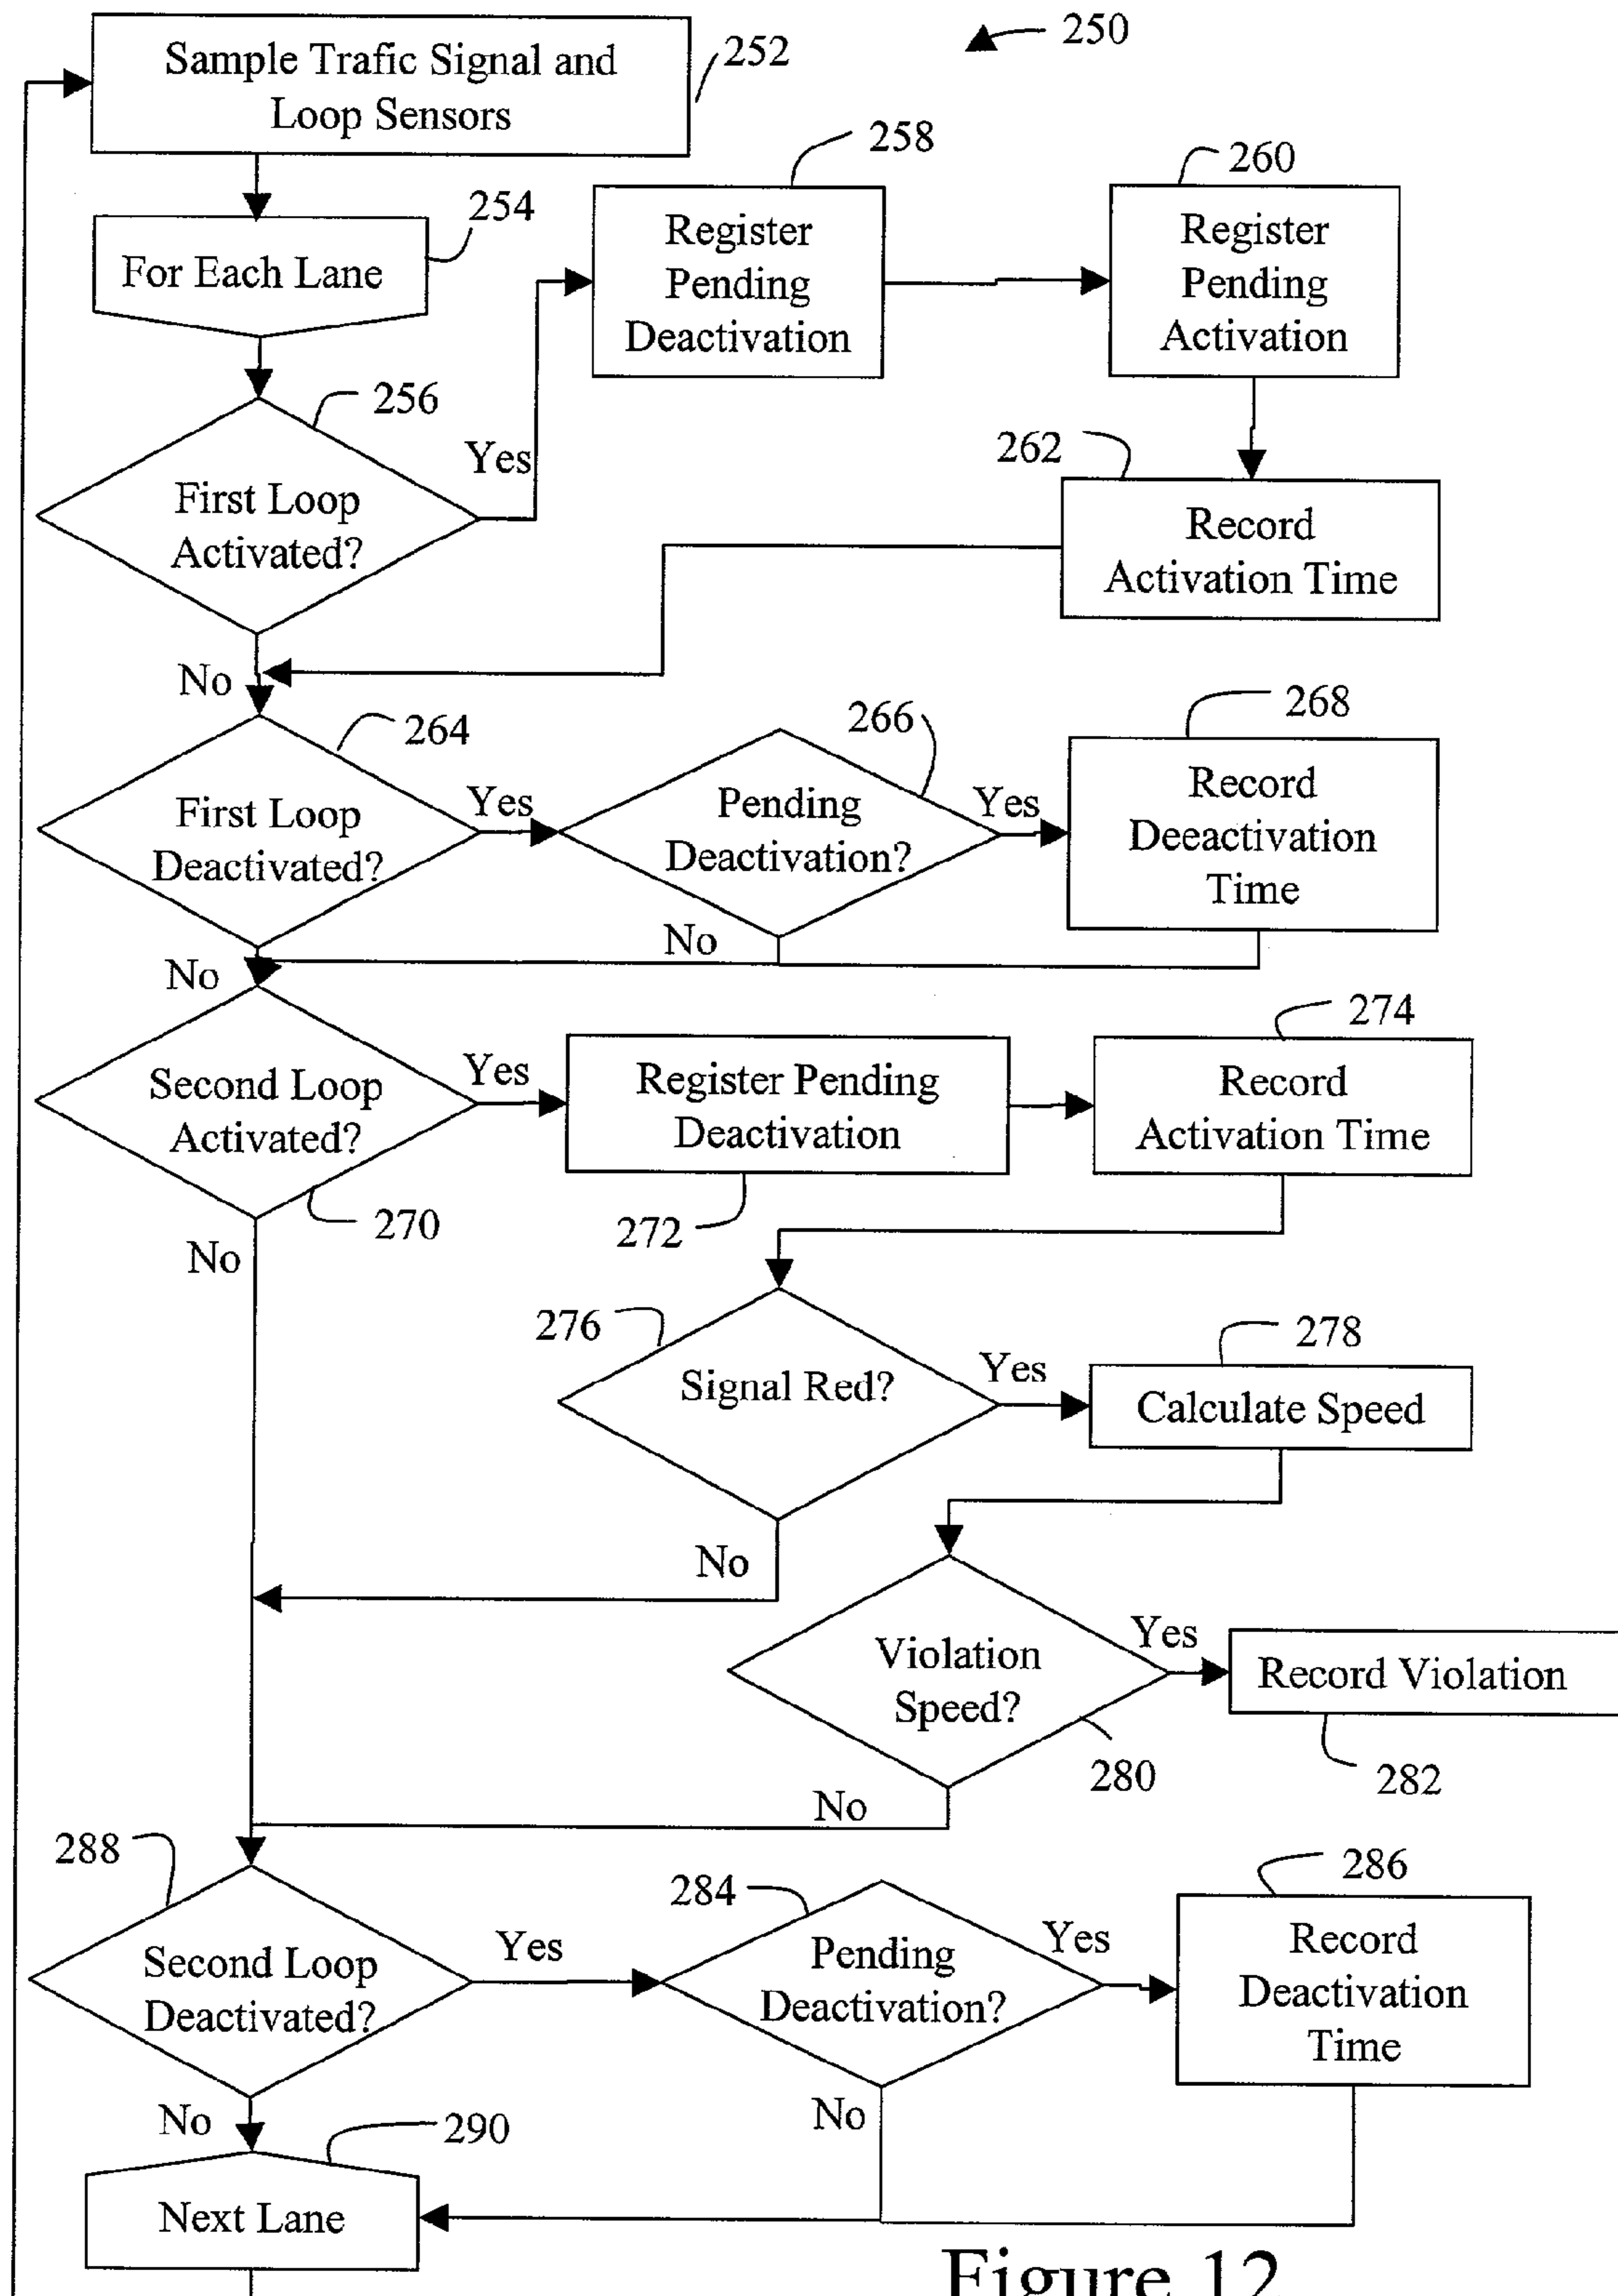 250
Sample Trafic Signal and
Loop Sensors
252
254
For Each Lane
258
Register
Pending
Deactivation
260
Register
Pending
Activation
256
First Loop
Activated?
Yes
No
262
Record
Activation Time
264
First Loop
Deactivated?
Yes
No
266
Pending
Deactivation?
Yes
No
268
Record
Deeactivation
Time
270
Second Loop
Activated?
Yes
No
Register Pending
Deactivation
272
274
Record
Activation Time
276
Signal Red?
Yes
No
278
Calculate Speed
Violation
Speed?
280
Yes
No
Record Violation
282
288
Second Loop
Deactivated?
Yes
No
284
Pending
Deactivation?
Yes
No
286
Record
Deactivation
Time
290
Next Lane
Figure 12